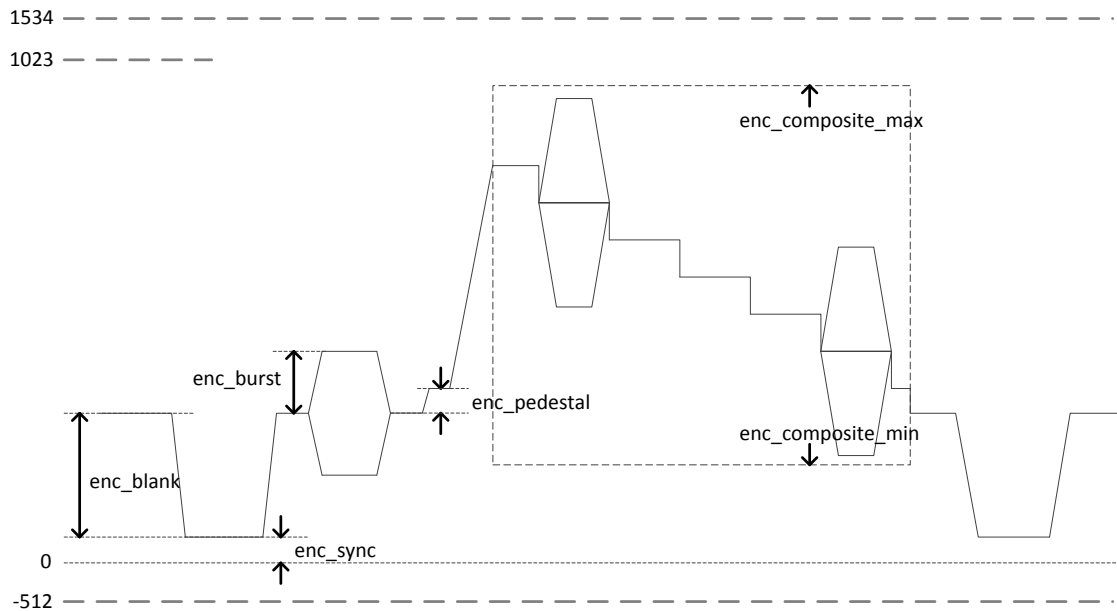 1534
1023
enc_composite_max
enc_burst
enc_pedestal
enc_composite_min
enc_blank
enc_sync
0
-512